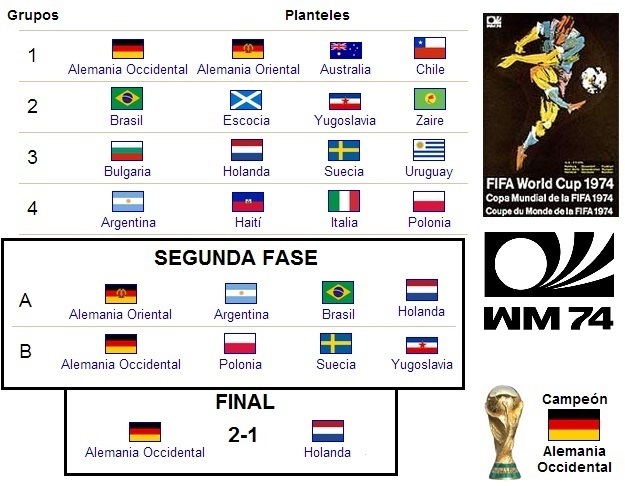 Grupos Planteles
1 Alemania Occidental Alemania Oriental Australia Chile
2 Brasil Escocia Yugoslavia Zaire
3 Bulgaria Holanda Suecia Uruguay
4 Argentina Haití Italia Polonia
SEGUNDA FASE
A Alemania Oriental Argentina Brasil Holanda
B Alemania Occidental Polonia Suecia Yugoslavia
FINAL
2-1
Alemania Occidental Holanda
WM 74
FIFA World Cup 1974
Copa Mundial de la FIFA 1974
Coupe du Monde de la FIFA 1974
WM 74
Campeón
Alemania
Occidental